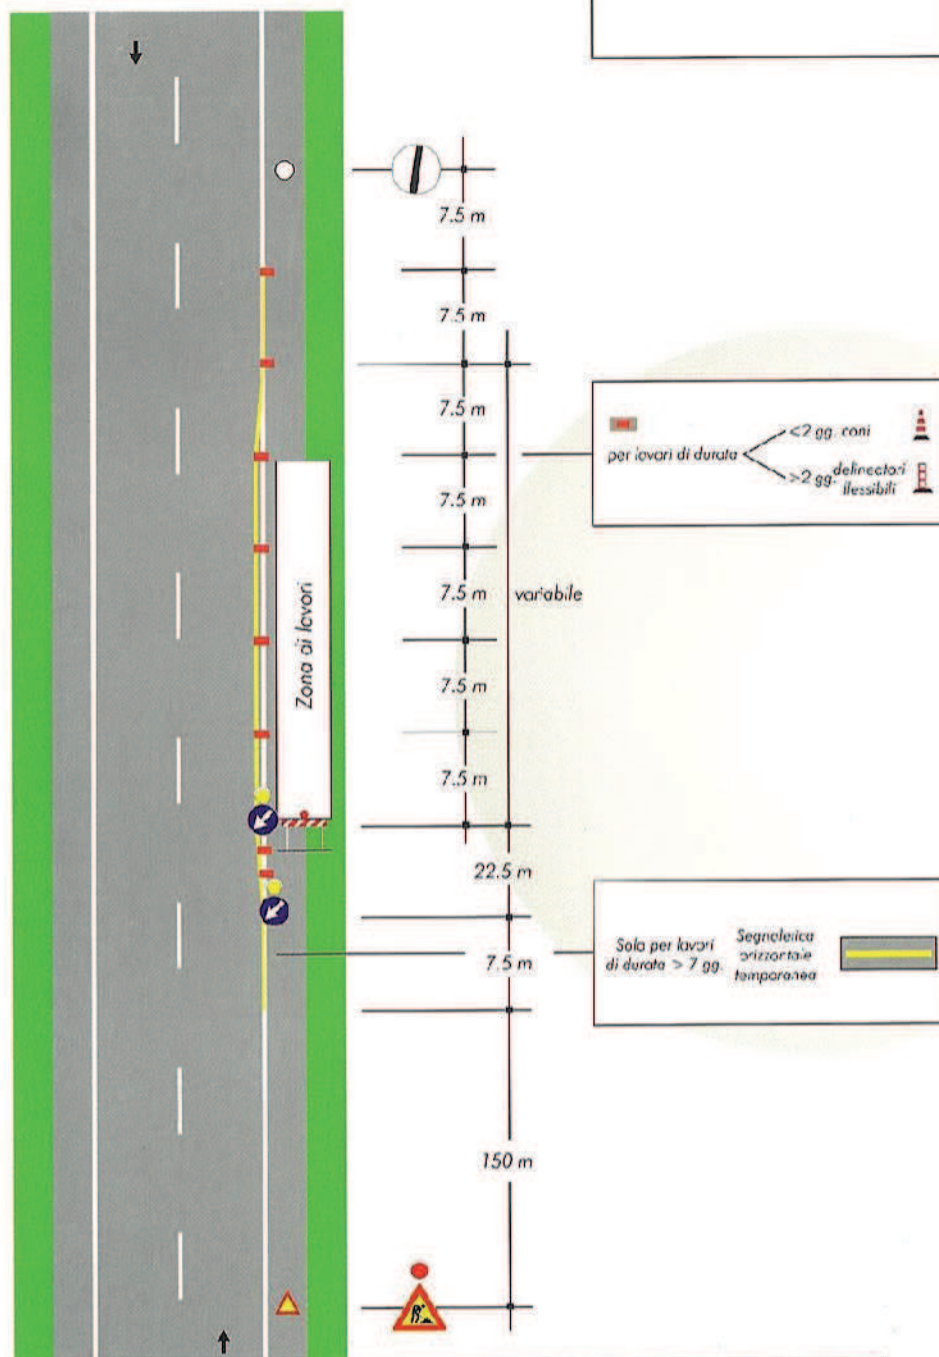 7.5 m
7.5 m
7.5 m
7.5 m
7.5 m
7.5 m
7.5 m
variabile
22.5 m
7.5 m
150 m
Zona di lavori
per lavori di durata
<2 gg. coni
>2 gg. delineatori
flessibili
Solo per lavori
di durata > 7 gg.
Segnaletica
orizzontale
temporanea